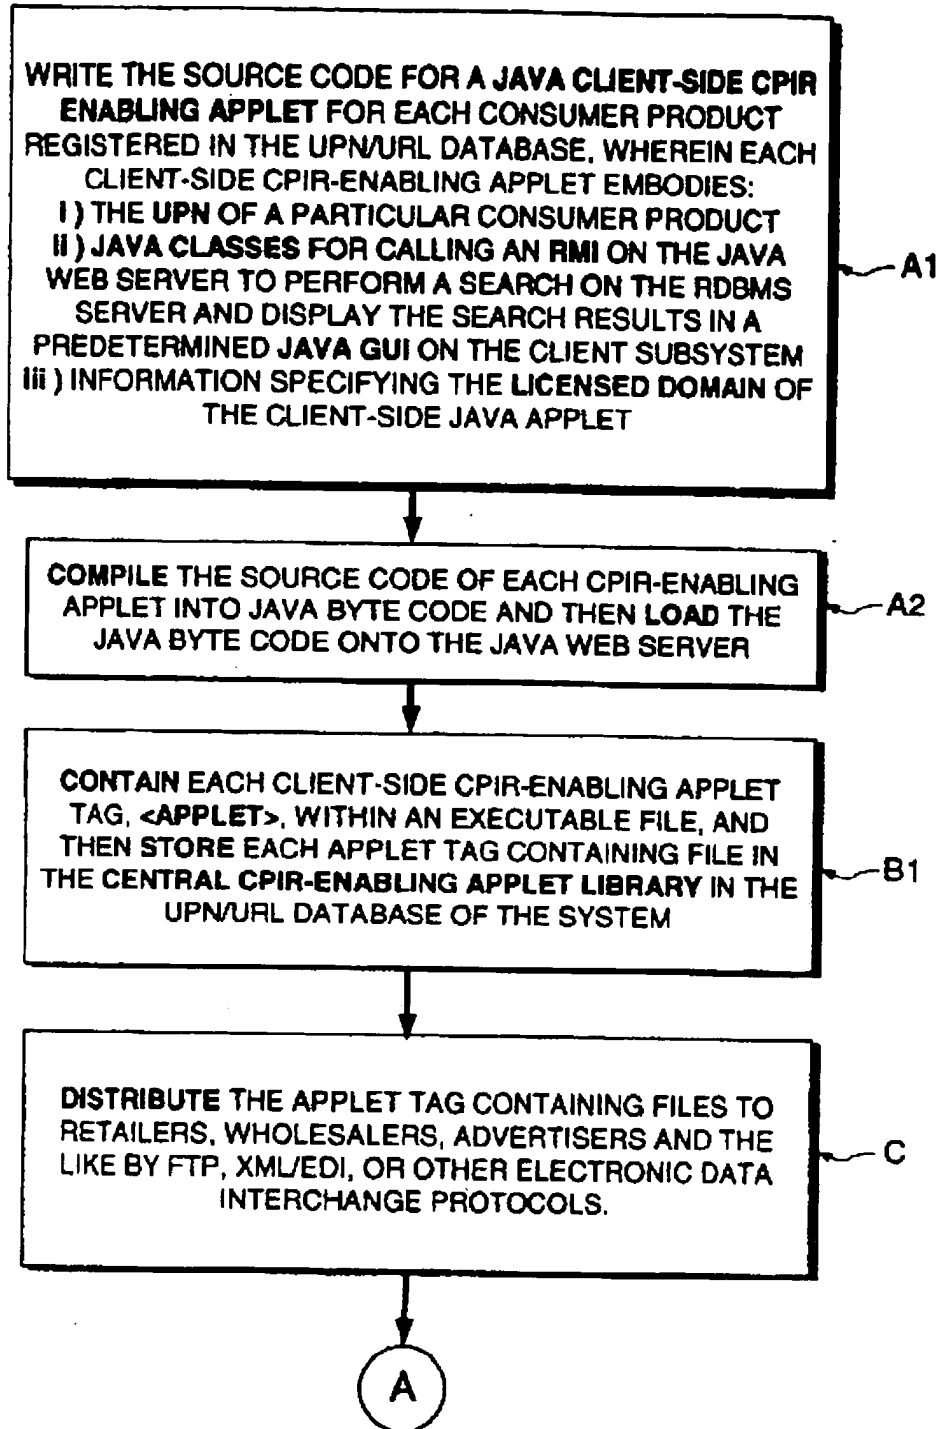 WRITE THE SOURCE CODE FOR A JAVA CLIENT-SIDE CPIR
ENABLING APPLET FOR EACH CONSUMER PRODUCT
REGISTERED IN THE UPN/URL DATABASE, WHEREIN EACH
CLIENT-SIDE CPIR-ENABLING APPLET EMBODIES:
i ) THE UPN OF A PARTICULAR CONSUMER PRODUCT
ii ) JAVA CLASSES FOR CALLING AN RMI ON THE JAVA
WEB SERVER TO PERFORM A SEARCH ON THE RDBMS
SERVER AND DISPLAY THE SEARCH RESULTS IN A
PREDETERMINED JAVA GUI ON THE CLIENT SUBSYSTEM
iii ) INFORMATION SPECIFYING THE LICENSED DOMAIN OF
THE CLIENT-SIDE JAVA APPLET
A1
COMPILE THE SOURCE CODE OF EACH CPIR-ENABLING
APPLET INTO JAVA BYTE CODE AND THEN LOAD THE
JAVA BYTE CODE ONTO THE JAVA WEB SERVER
A2
CONTAIN EACH CLIENT-SIDE CPIR-ENABLING APPLET
TAG, <APPLET>, WITHIN AN EXECUTABLE FILE, AND
THEN STORE EACH APPLET TAG CONTAINING FILE IN
THE CENTRAL CPIR-ENABLING APPLET LIBRARY IN THE
UPN/URL DATABASE OF THE SYSTEM
B1
DISTRIBUTE THE APPLET TAG CONTAINING FILES TO
RETAILERS, WHOLESALERS, ADVERTISERS AND THE
LIKE BY FTP, XML/EDI, OR OTHER ELECTRONIC DATA
INTERCHANGE PROTOCOLS.
C
A